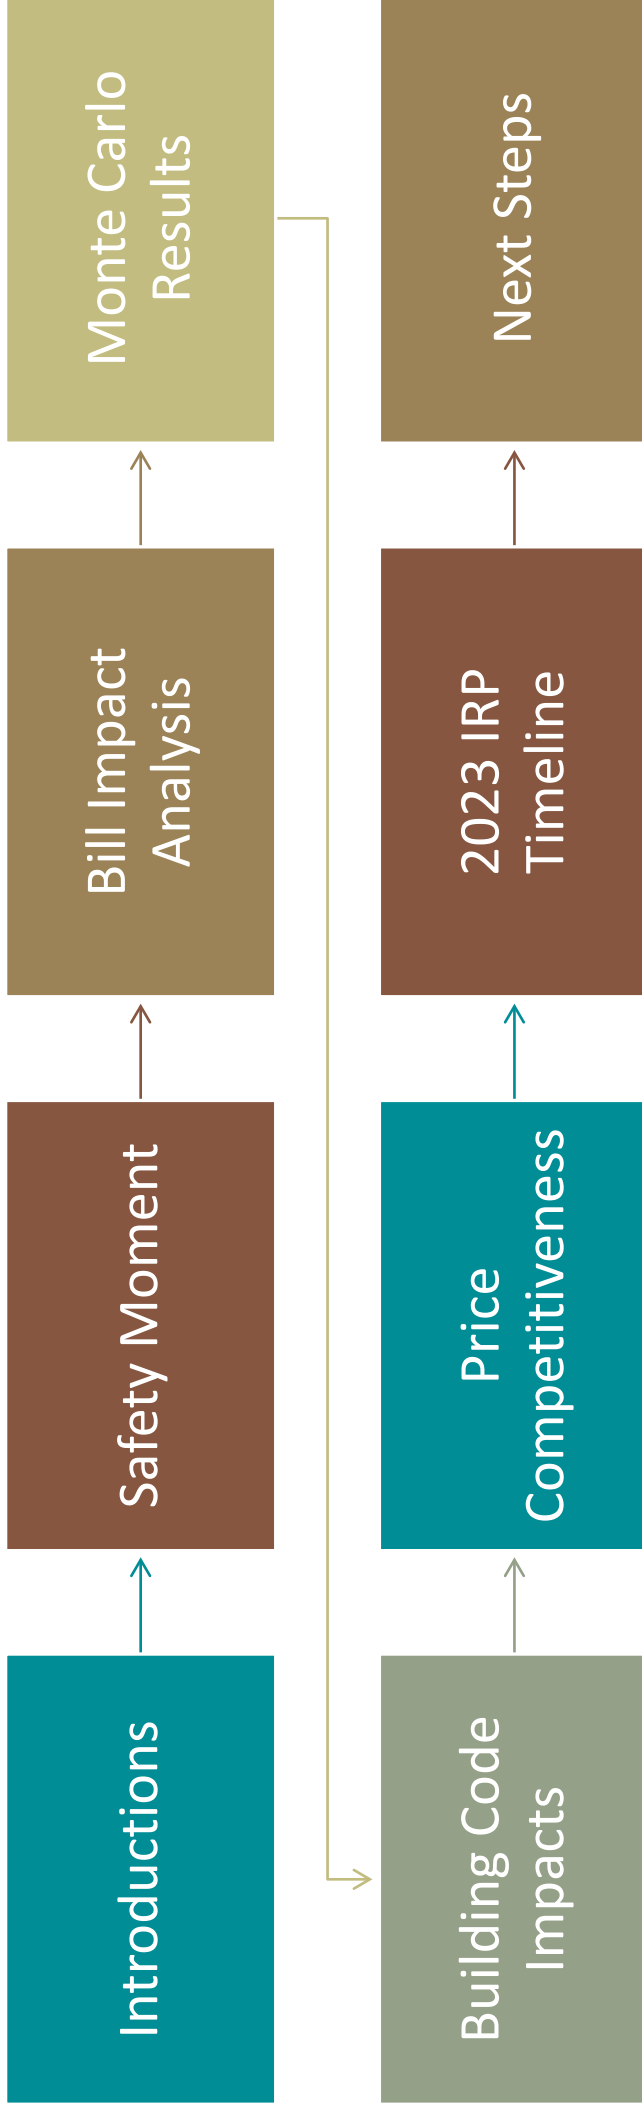 Introductions
Safety Moment
Bill Impact
Analysis
Monte Carlo
Results
Building Code
Impacts
Price
Competitiveness
2023 IRP
Timeline
Next Steps